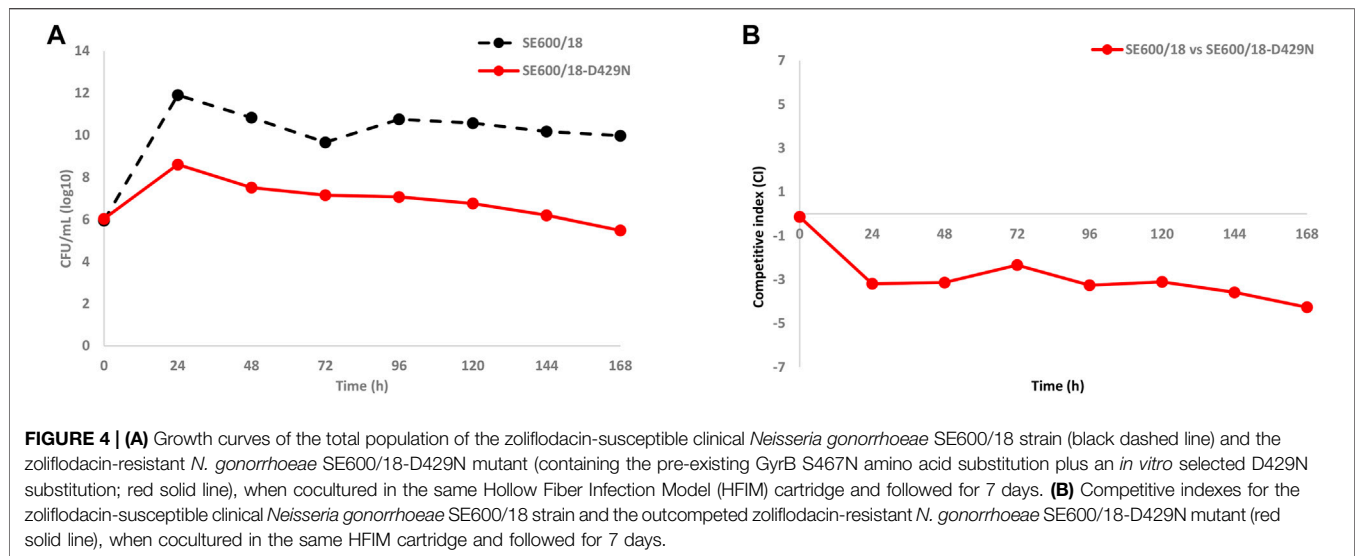 A
SE600/18
SE600/18-D429N
14
12
10
8
6
4
2
0
CFU/mL (log10)
0 24 48 72 96 120 144 168
Time (h)
B
SE600/18 vs SE600/18-D429N
7
5
3
1
-1
-3
-5
-7
Competitive index (CI)
0 24 48 72 96 120 144 168
Time (h)
FIGURE 4 | (A) Growth curves of the total population of the zoliflodacin-susceptible clinical Neisseria gonorrhoeae SE600/18 strain (black dashed line) and the
zoliflodacin-resistant N. gonorrhoeae SE600/18-D429N mutant (containing the pre-existing GyrB S467N amino acid substitution plus an in vitro selected D429N
substitution; red solid line), when cocultured in the same Hollow Fiber Infection Model (HFIM) cartridge and followed for 7 days. (B) Competitive indexes for the
zoliflodacin-susceptible clinical Neisseria gonorrhoeae SE600/18 strain and the outcompeted zoliflodacin-resistant N. gonorrhoeae SE600/18-D429N mutant (red
solid line), when cocultured in the same HFIM cartridge and followed for 7 days.